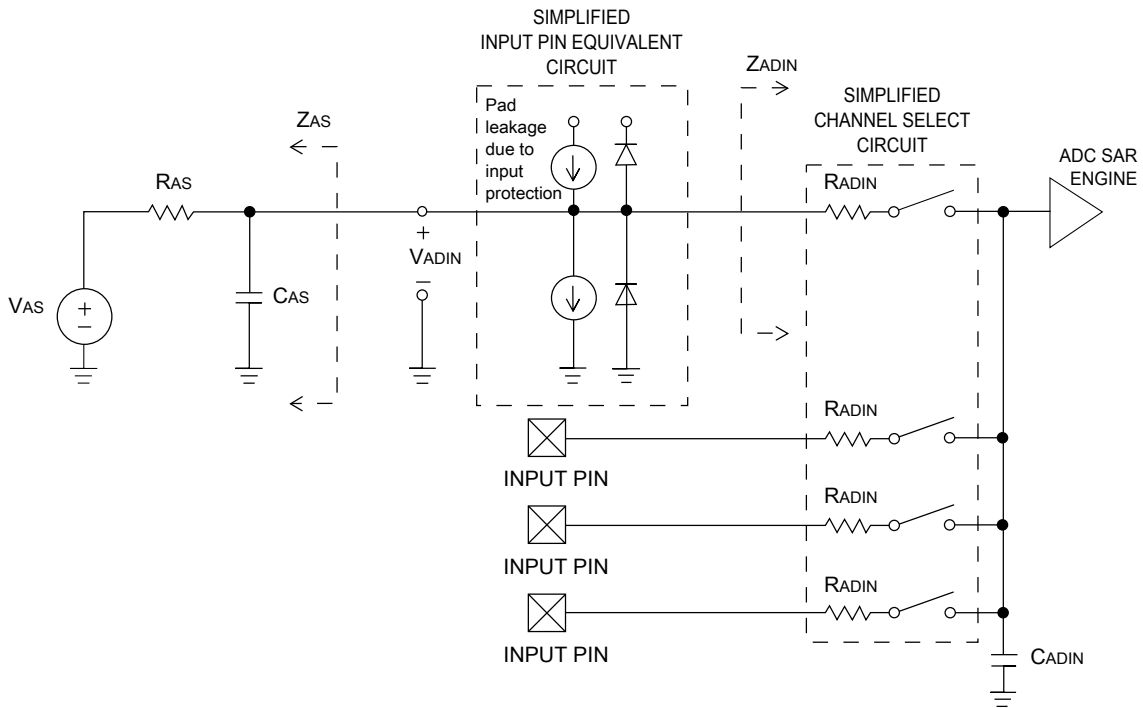 SIMPLIFIED
INPUT PIN EQUIVALENT
CIRCUIT
Pad
leakage
due to
input
protection
ZADIN
SIMPLIFIED
CHANNEL SELECT
CIRCUIT
ADC SAR
ENGINE
ZAS
RAS
RADIN
+
VADIN
–
VAS
+
–
CAS
RADIN
INPUT PIN
RADIN
INPUT PIN
RADIN
INPUT PIN
CADIN